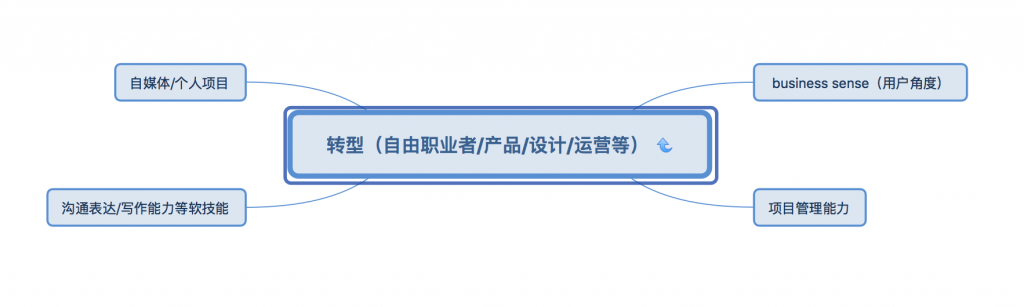 自媒体/个人项目
business sense（用户角度）
转型（自由职业者/产品/设计/运营等）
沟通表达/写作能力等软技能
项目管理能力